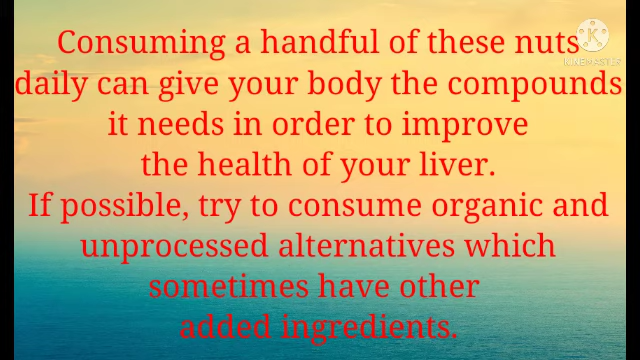 Consuming a handful of these nuts
daily can give your body the compounds
it needs in order to improve
the health of your liver.
If possible, try to consume organic and
unprocessed alternatives which
sometimes have other
added ingredients.
K
KINEMASTER